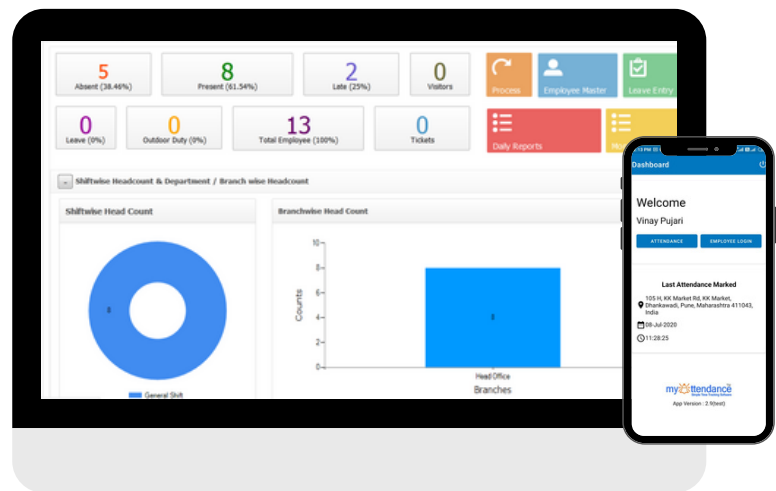 5
Absent (38.46%)
8
Present (61.54%)
2
Late (25%)
0
Visitors
Process
Employee Master
Leave Entry
0
Leave (0%)
0
Outdoor Duty (0%)
13
Total Employee (100%)
0
Tickets
Daily Reports
Shiftwise Headcount & Department / Branch wise Headcount
Shiftwise Head Count
8
General Shift
Branchwise Head Count
Counts
10
8
6
4
2
0
8
Head Office
Branches
Dashboard
Welcome
Vinay Pujari
ATTENDANCE
EMPLOYEE LOGIN
Last Attendance Marked
105 H, KK Market Rd, KK Market,
Dhankawadi, Pune, Maharashtra 411043,
India
08-Jul-2020
11:28:25
my ttendance
App Version : 2.9(test)